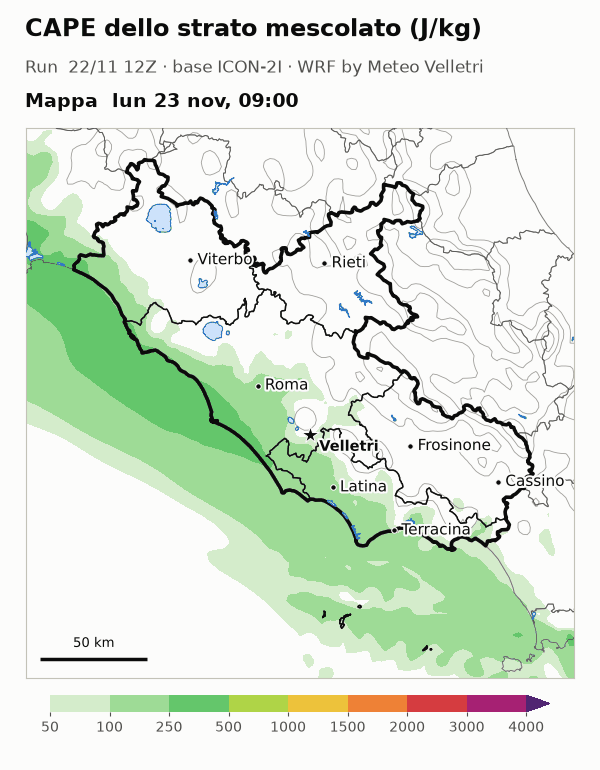 CAPE dello strato mescolato (J/kg)
Run  22/11 12Z · base ICON-2I · WRF by Meteo Velletri
Mappa  lun 23 nov, 09:00
Viterbo
Rieti
Roma
Velletri
Frosinone
Latina
Cassino
Terracina
50 km
50 100 250 500 1000 1500 2000 3000 4000